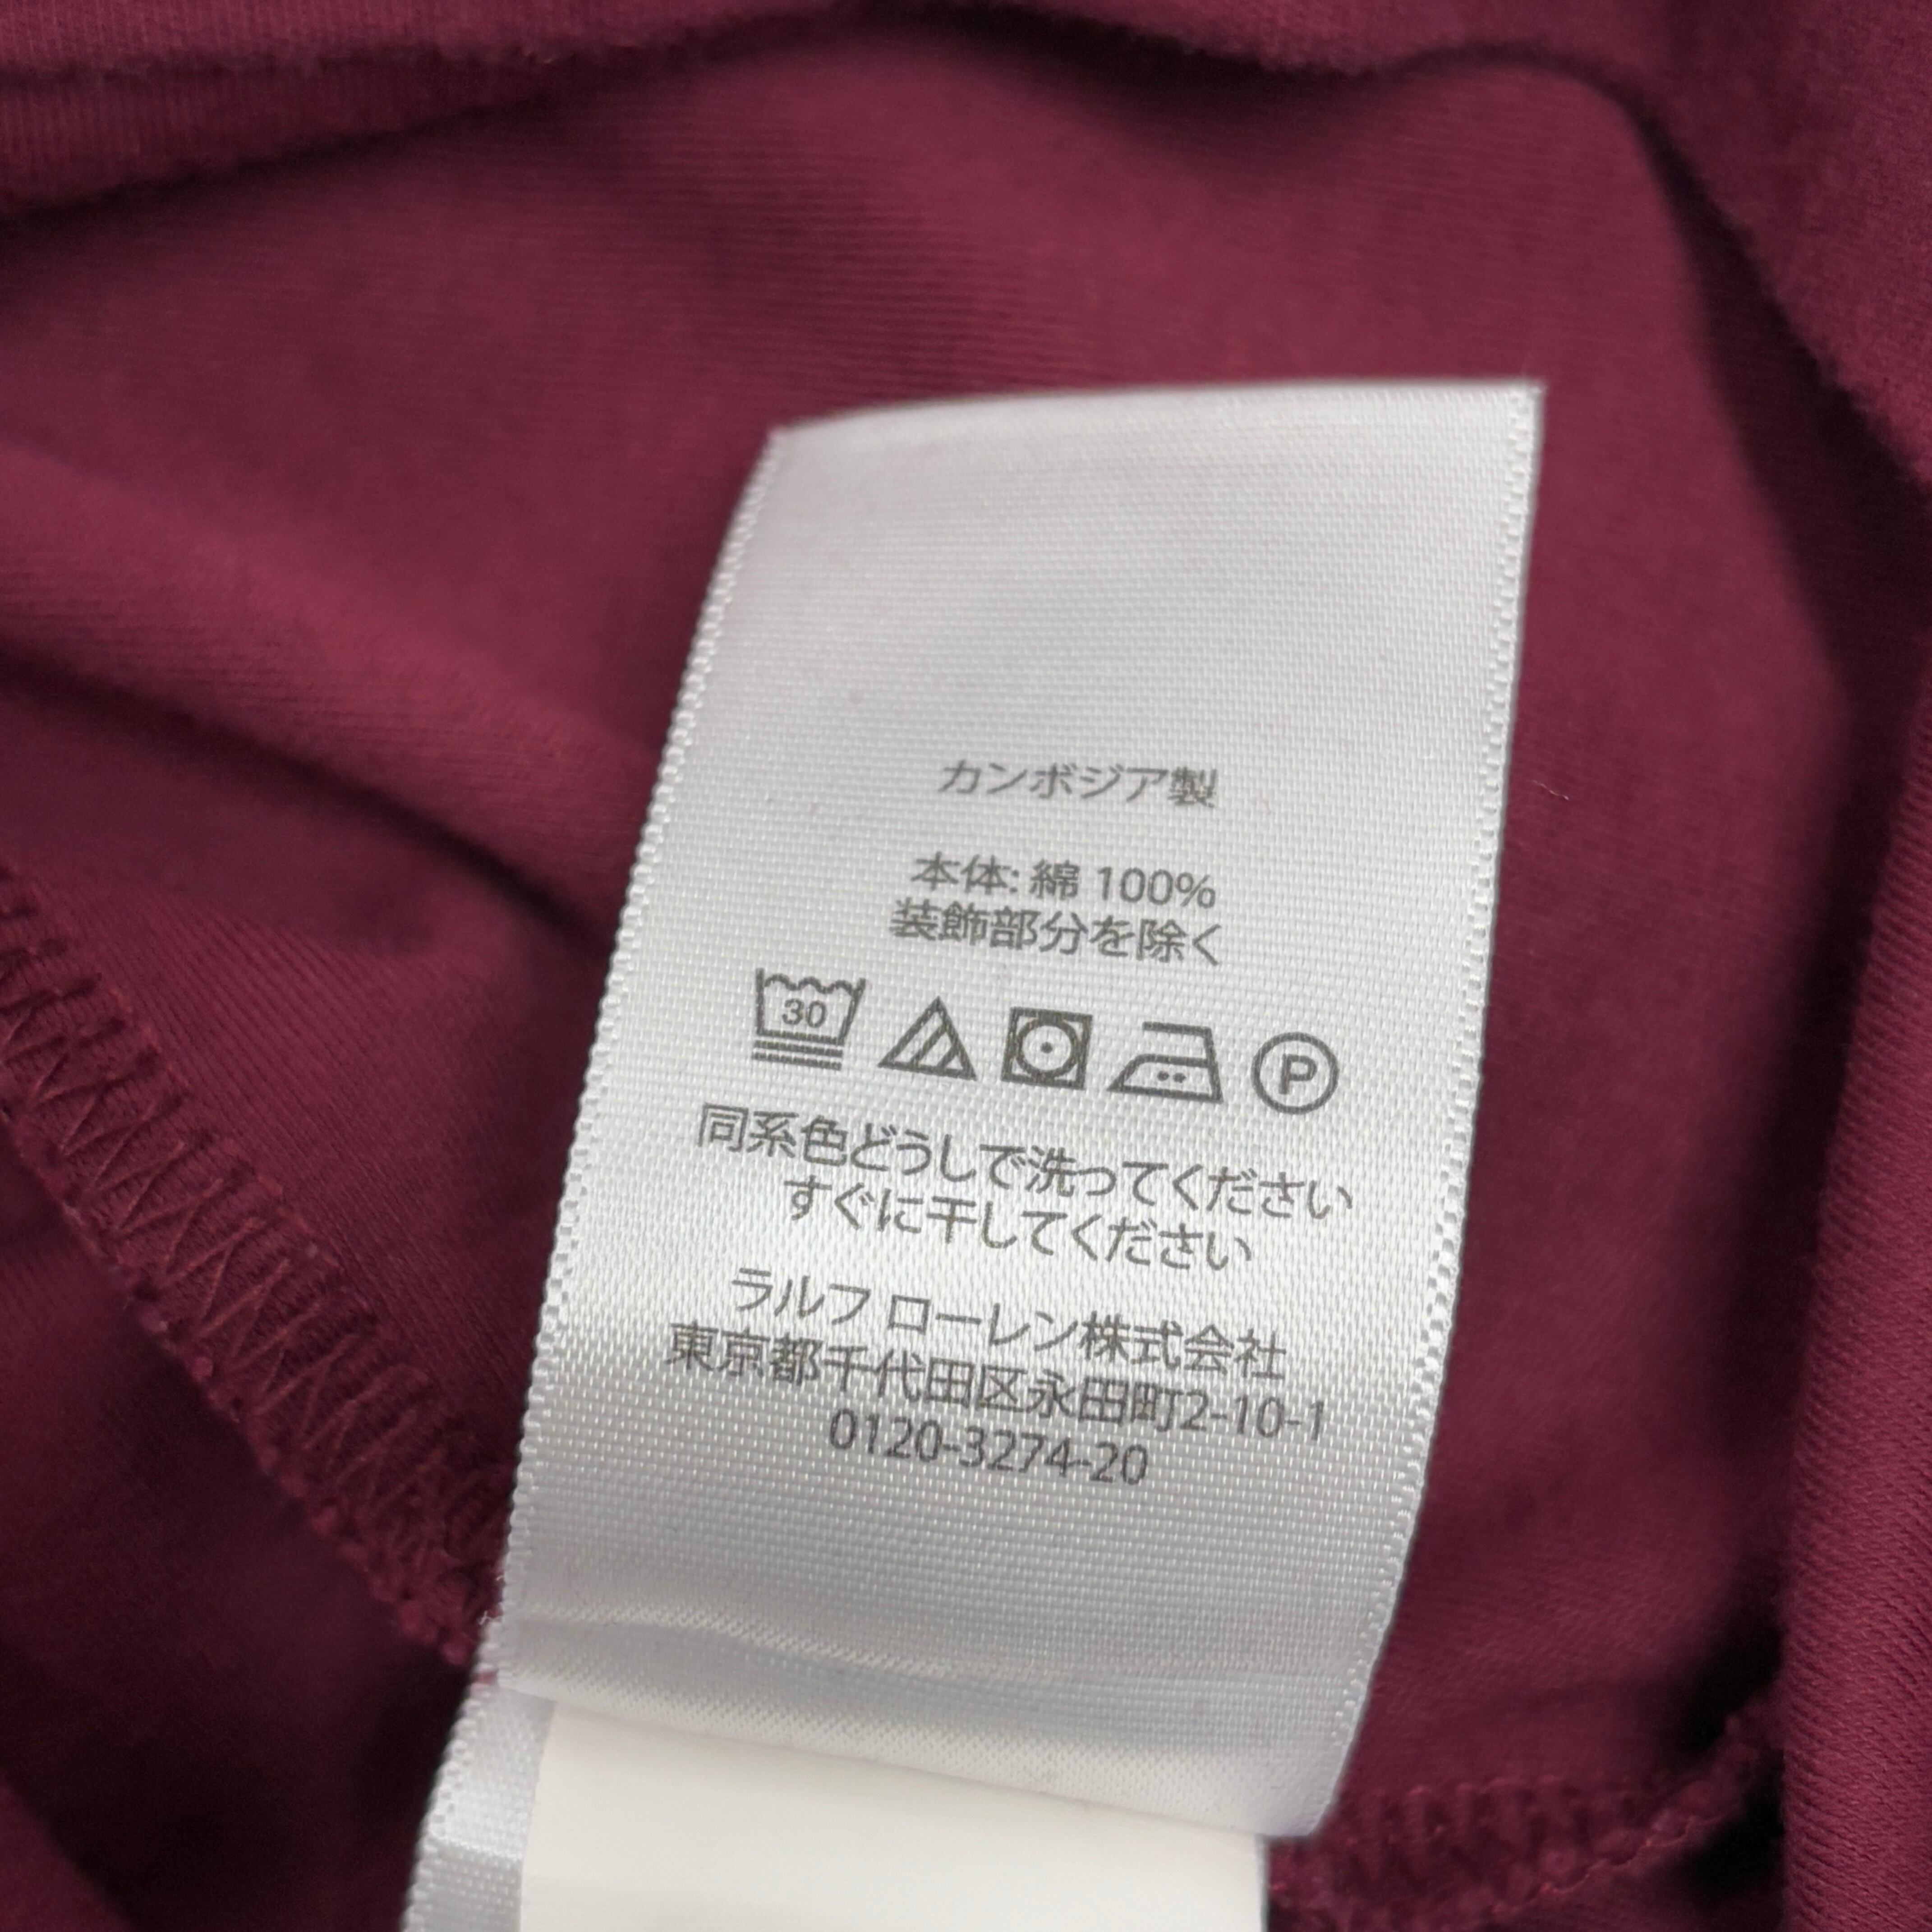 カンボジア製
本体: 綿 100%
装飾部分を除く
30
P
同系色どうしで洗ってください
すぐに干してください
ラルフ ローレン株式会社
東京都千代田区永田町2-10-1
0120-3274-20